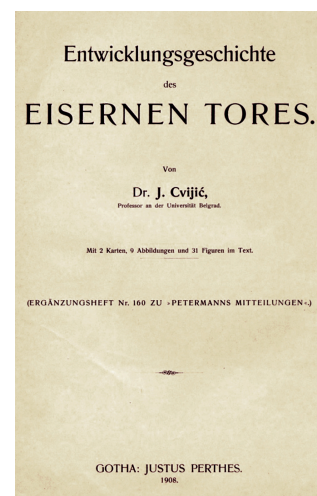 Entwicklungsgeschichte
des
EISERNEN TORES.
Von
Dr. J. Cvijić,
Professor an der Universität Belgrad.
Mit 2 Karten, 9 Abbildungen und 31 Figuren im Text.
(ERGÄNZUNGSHEFT Nr. 160 ZU »PETERMANNS MITTEILUNGEN«.)
GOTHA: JUSTUS PERTHES.
1908.